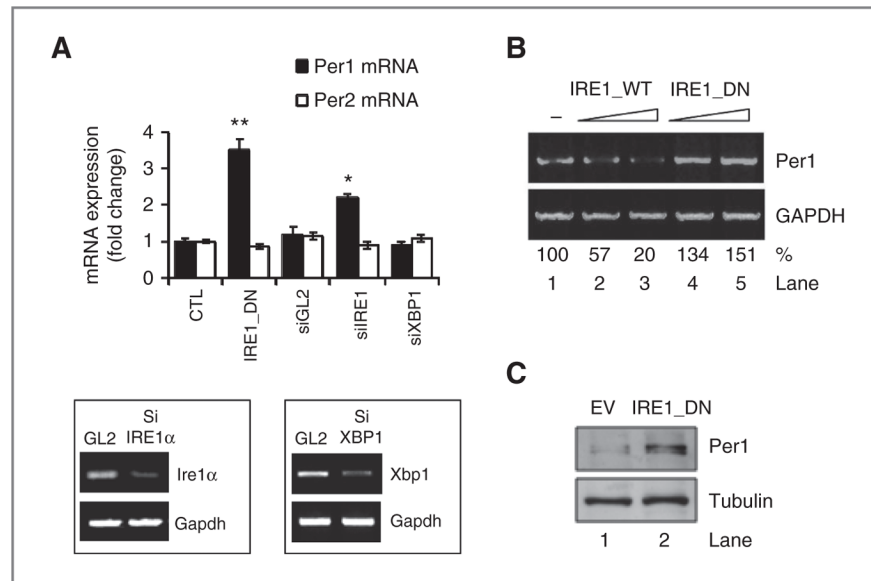 A
Per1 mRNA
Per2 mRNA
mRNA expression
(fold change)
4
3
2
1
0
**
*
CTL
IRE1_DN
siGL2
siIRE1
siXBP1
Si
GL2 IRE1α
Ire1α
Gapdh
Si
GL2 XBP1
Xbp1
Gapdh
B
IRE1_WT IRE1_DN
–
Per1
GAPDH
100 57 20 134 151 %
1 2 3 4 5 Lane
C
EV IRE1_DN
Per1
Tubulin
1 2 Lane